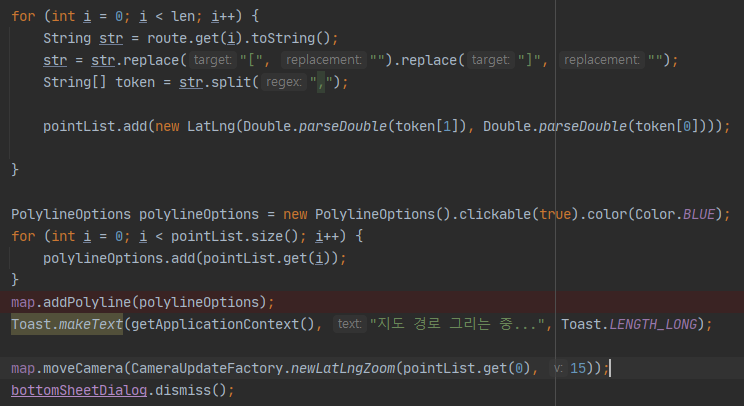 for (int i = 0; i < len; i++) {
String str = route.get(i).toString();
str = str.replace( target: "[", replacement: "").replace( target: "]", replacement: "");
String[] token = str.split( regex: ",");
pointList.add(new LatLng(Double.parseDouble(token[1]), Double.parseDouble(token[0])));
}
PolylineOptions polylineOptions = new PolylineOptions().clickable(true).color(Color.BLUE);
for (int i = 0; i < pointList.size(); i++) {
polylineOptions.add(pointList.get(i));
}
map.addPolyline(polylineOptions);
Toast.makeText(getApplicationContext(), text: "지도 경로 그리는 중...", Toast.LENGTH_LONG);
map.moveCamera(CameraUpdateFactory.newLatLngZoom(pointList.get(0), v: 15));
bottomSheetDialog.dismiss();